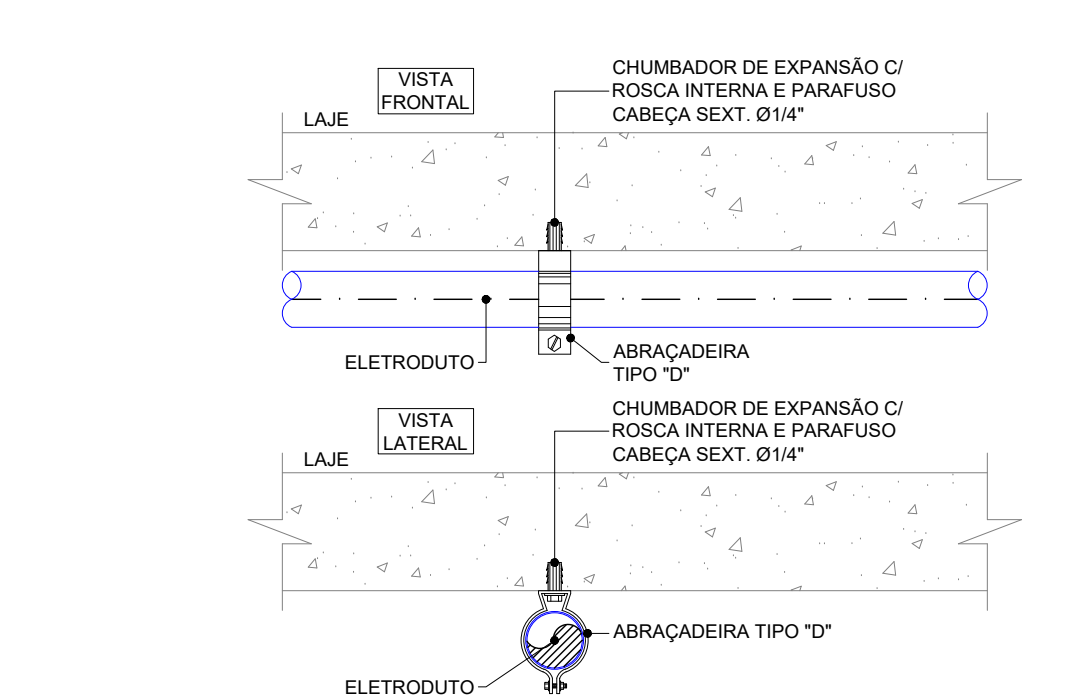 VISTA
FRONTAL
CHUMBADOR DE EXPANSÃO C/
ROSCA INTERNA E PARAFUSO
CABEÇA SEXT. Ø1/4"
LAJE
ELETRODUTO
ABRAÇADEIRA
TIPO "D"
VISTA
LATERAL
CHUMBADOR DE EXPANSÃO C/
ROSCA INTERNA E PARAFUSO
CABEÇA SEXT. Ø1/4"
LAJE
ABRAÇADEIRA TIPO "D"
ELETRODUTO